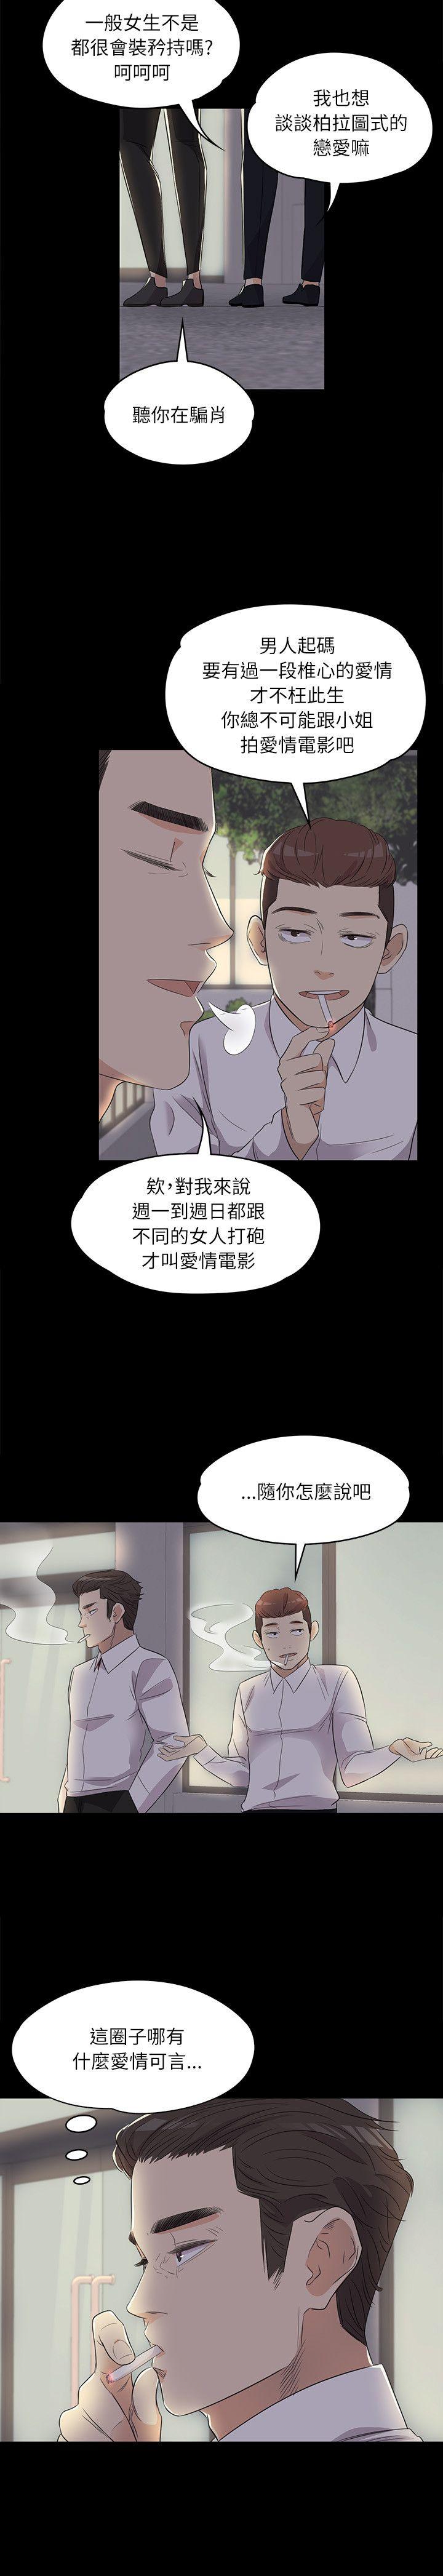 一般女生不是
都很會裝矜持嗎?
呵呵呵
我也想
談談柏拉圖式的
戀愛嘛
聽你在騙肖
男人起碼
要有過一段椎心的愛情
才不枉此生
你總不可能跟小姐
拍愛情電影吧
欸,對我來說
週一到週日都跟
不同的女人打砲
才叫愛情電影
...隨你怎麼說吧
這圈子哪有
什麼愛情可言...